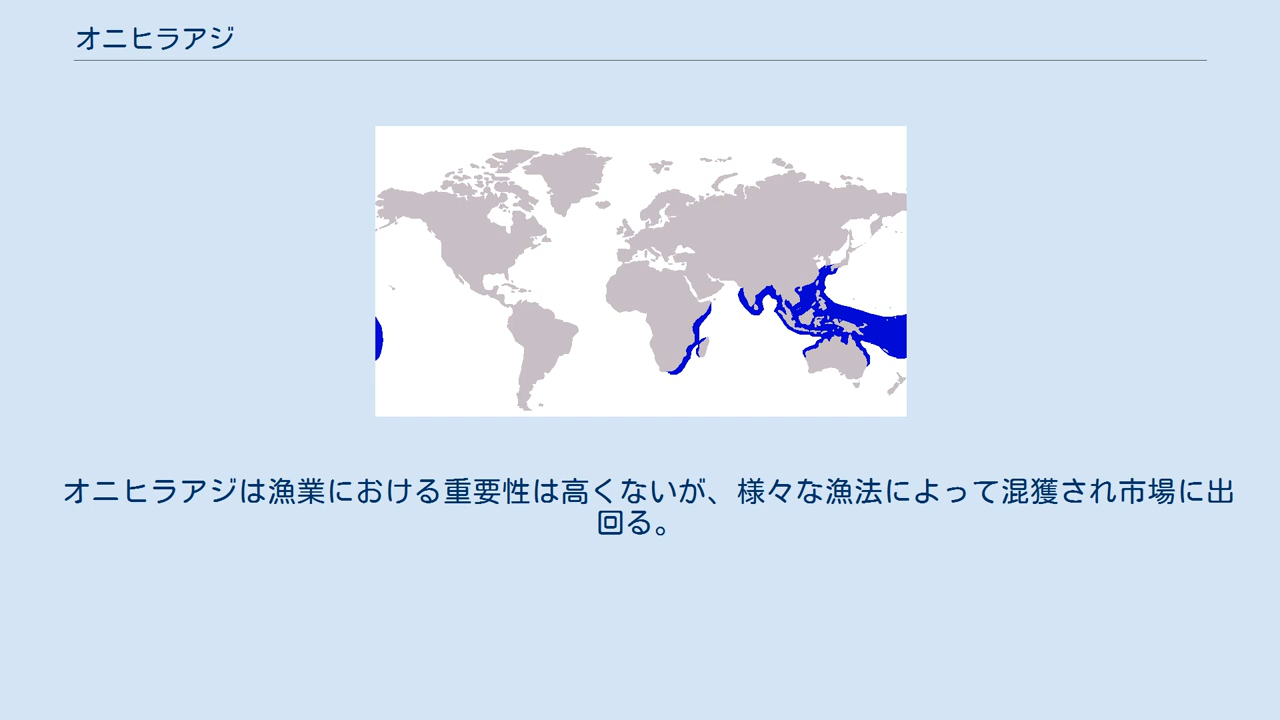 オニヒラアジ
オニヒラアジは漁業における重要性は高くないが、様々な漁法によって混獲され市場に出
回る。